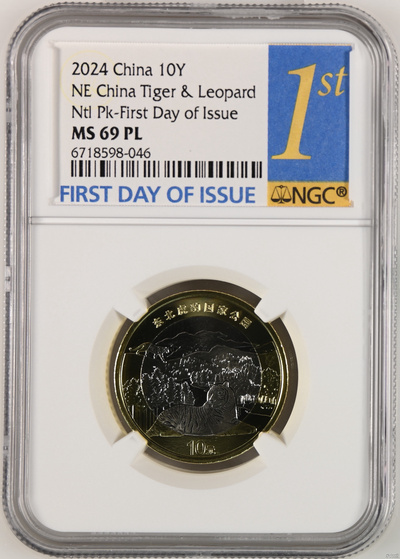 2024 China 10Y
NE China Tiger & Leopard
Ntl Pk-First Day of Issue
MS 69 PL
6718598-046
1st
FIRST DAY OF ISSUE
NGC®
东北虎豹国家公园
10元